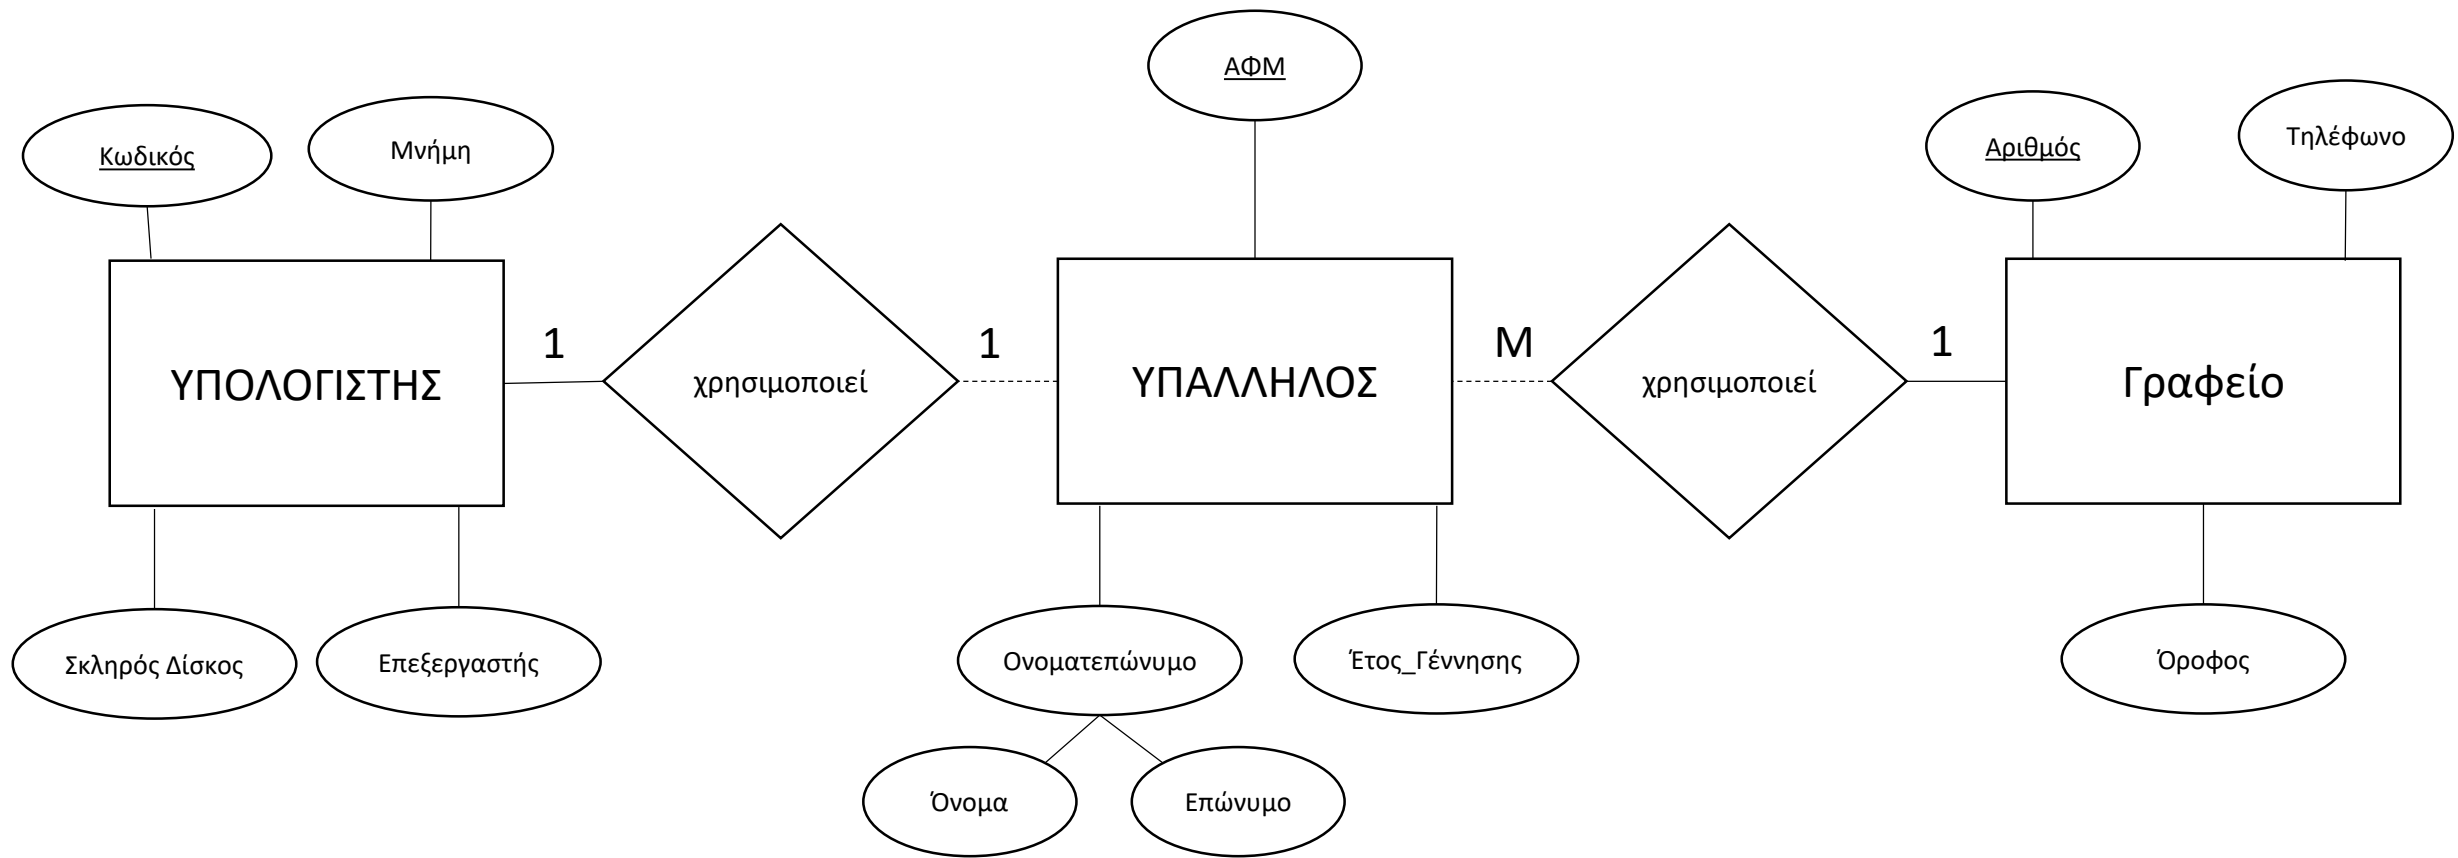 ΑΦΜ
Κωδικός
Μνήμη
Αριθμός
Τηλέφωνο
ΥΠΟΛΟΓΙΣΤΗΣ
1
χρησιμοποιεί
1
ΥΠΑΛΛΗΛΟΣ
Μ
χρησιμοποιεί
1
Γραφείο
Σκληρός Δίσκος
Επεξεργαστής
Ονοματεπώνυμο
Έτος_Γέννησης
Όροφος
Όνομα
Επώνυμο